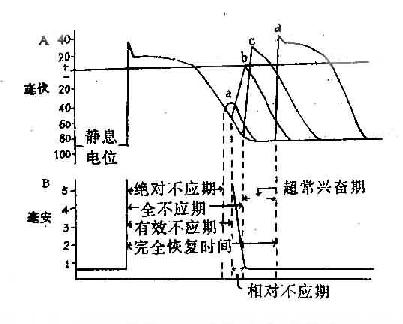 A
40
20
+
-
毫伏
20
40
60
80
100
静息
电位
a
b
c
d
B
毫安
5
4
3
2
1
绝对不应期
全不应期
有效不应期
完全恢复时间
超常兴奋期
相对不应期